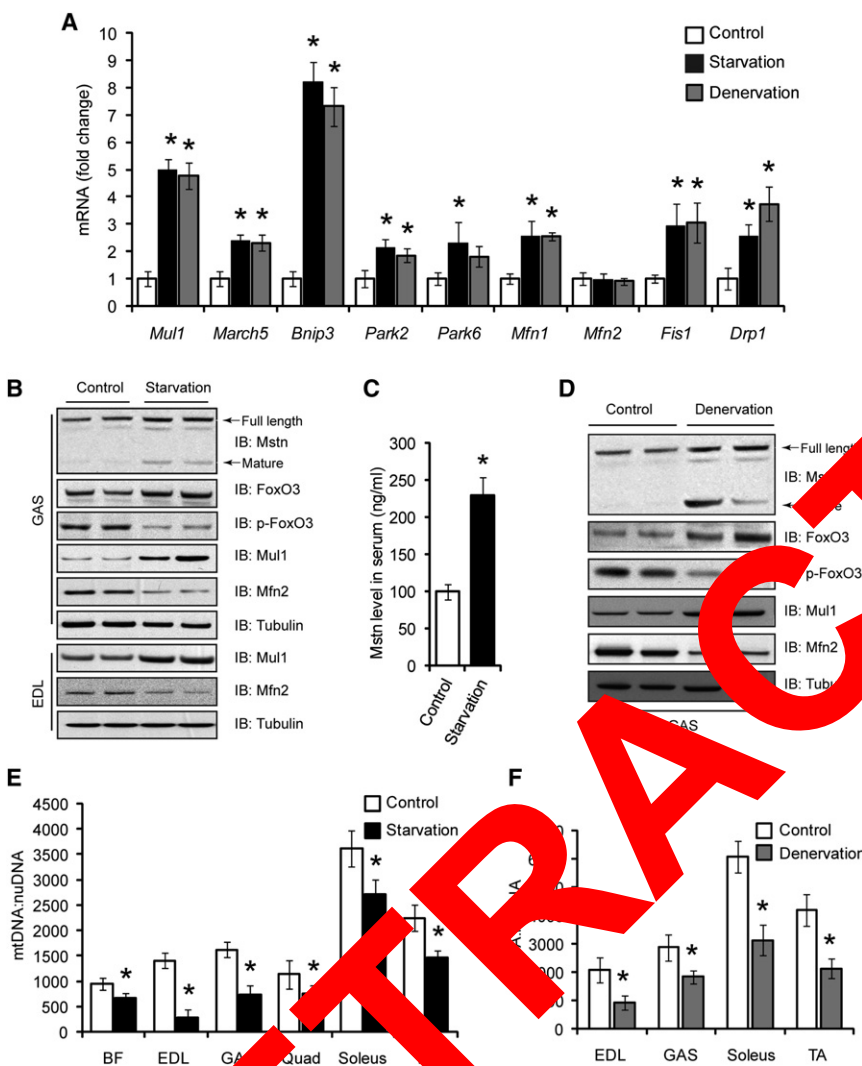 A
mRNA (fold change)
10
9
8
7
6
5
4
3
2
1
0
Control
Starvation
Denervation
* * * * * * * * * * * * * * *
Mul1 March5 Bnip3 Park2 Park6 Mfn1 Mfn2 Fis1 Drp1
B
Control Starvation
GAS
Full length
IB: Mstn
Mature
IB: FoxO3
IB: p-FoxO3
IB: Mul1
IB: Mfn2
IB: Tubulin
EDL
IB: Mul1
IB: Mfn2
IB: Tubulin
C
Mstn level in serum (ng/ml)
300
250
200
150
100
50
0
*
Control
Starvation
D
Control Denervation
Full
IB:
IB: FoxO3
p-FoxO3
IB: Mul1
IB: Mfn2
IB:
E
mtDNA:nuDNA
4500
4000
3500
3000
2500
2000
1500
1000
500
0
Control
Starvation
* * * * * *
BF EDL Quad Soleus
F
3000
0
Control
Denervation
* * * *
EDL GAS Soleus TA
TRACT